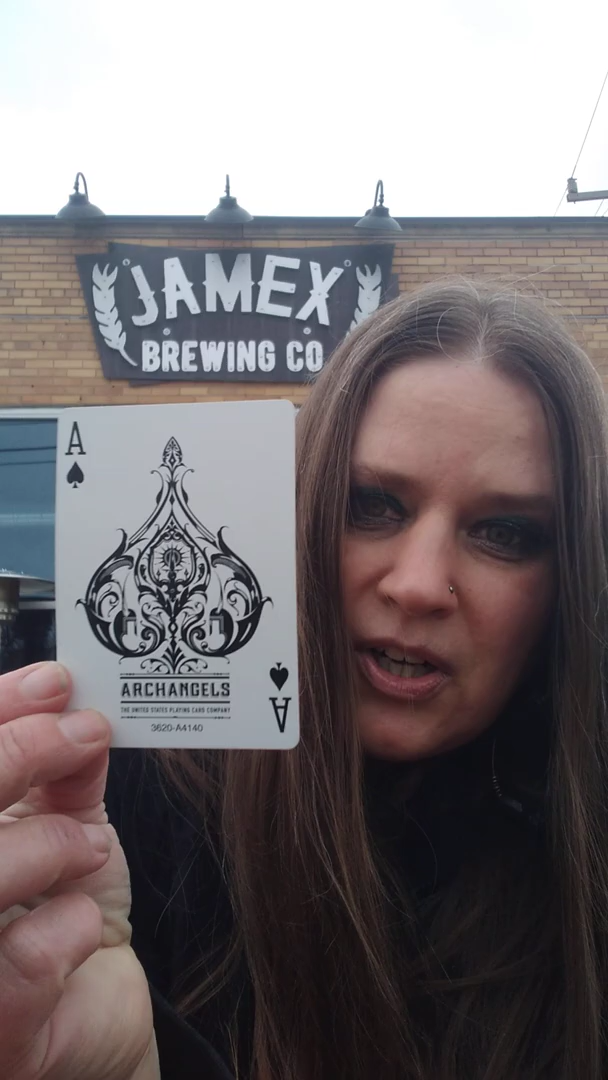 JAMEX
BREWING CO
A
ARCHANGELS
THE UNITED STATES PLAYING CARD COMPANY
3620-A4140
A